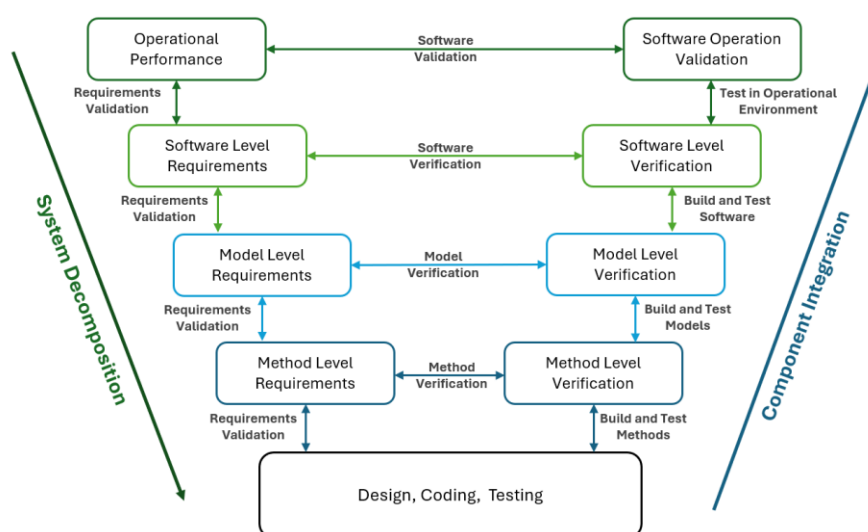 Operational
Performance
Software
Validation
Software Operation
Validation
Requirements
Validation
Test in Operational
Environment
Software Level
Requirements
Software
Verification
Software Level
Verification
Requirements
Validation
Build and Test
Software
Model Level
Requirements
Model
Verification
Model Level
Verification
Requirements
Validation
Build and Test
Models
Method Level
Requirements
Method
Verification
Method Level
Verification
Requirements
Validation
Build and Test
Methods
Design, Coding, Testing
System Decomposition
Component Integration